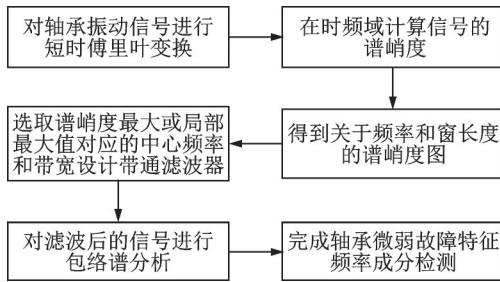 对轴承振动信号进行
短时傅里叶变换
在时频域计算信号的
谱峭度
得到关于频率和窗长度
的谱峭度图
选取谱峭度最大或局部
最大值对应的中心频率
和带宽设计带通滤波器
对滤波后的信号进行
包络谱分析
完成轴承微弱故障特征
频率成分检测